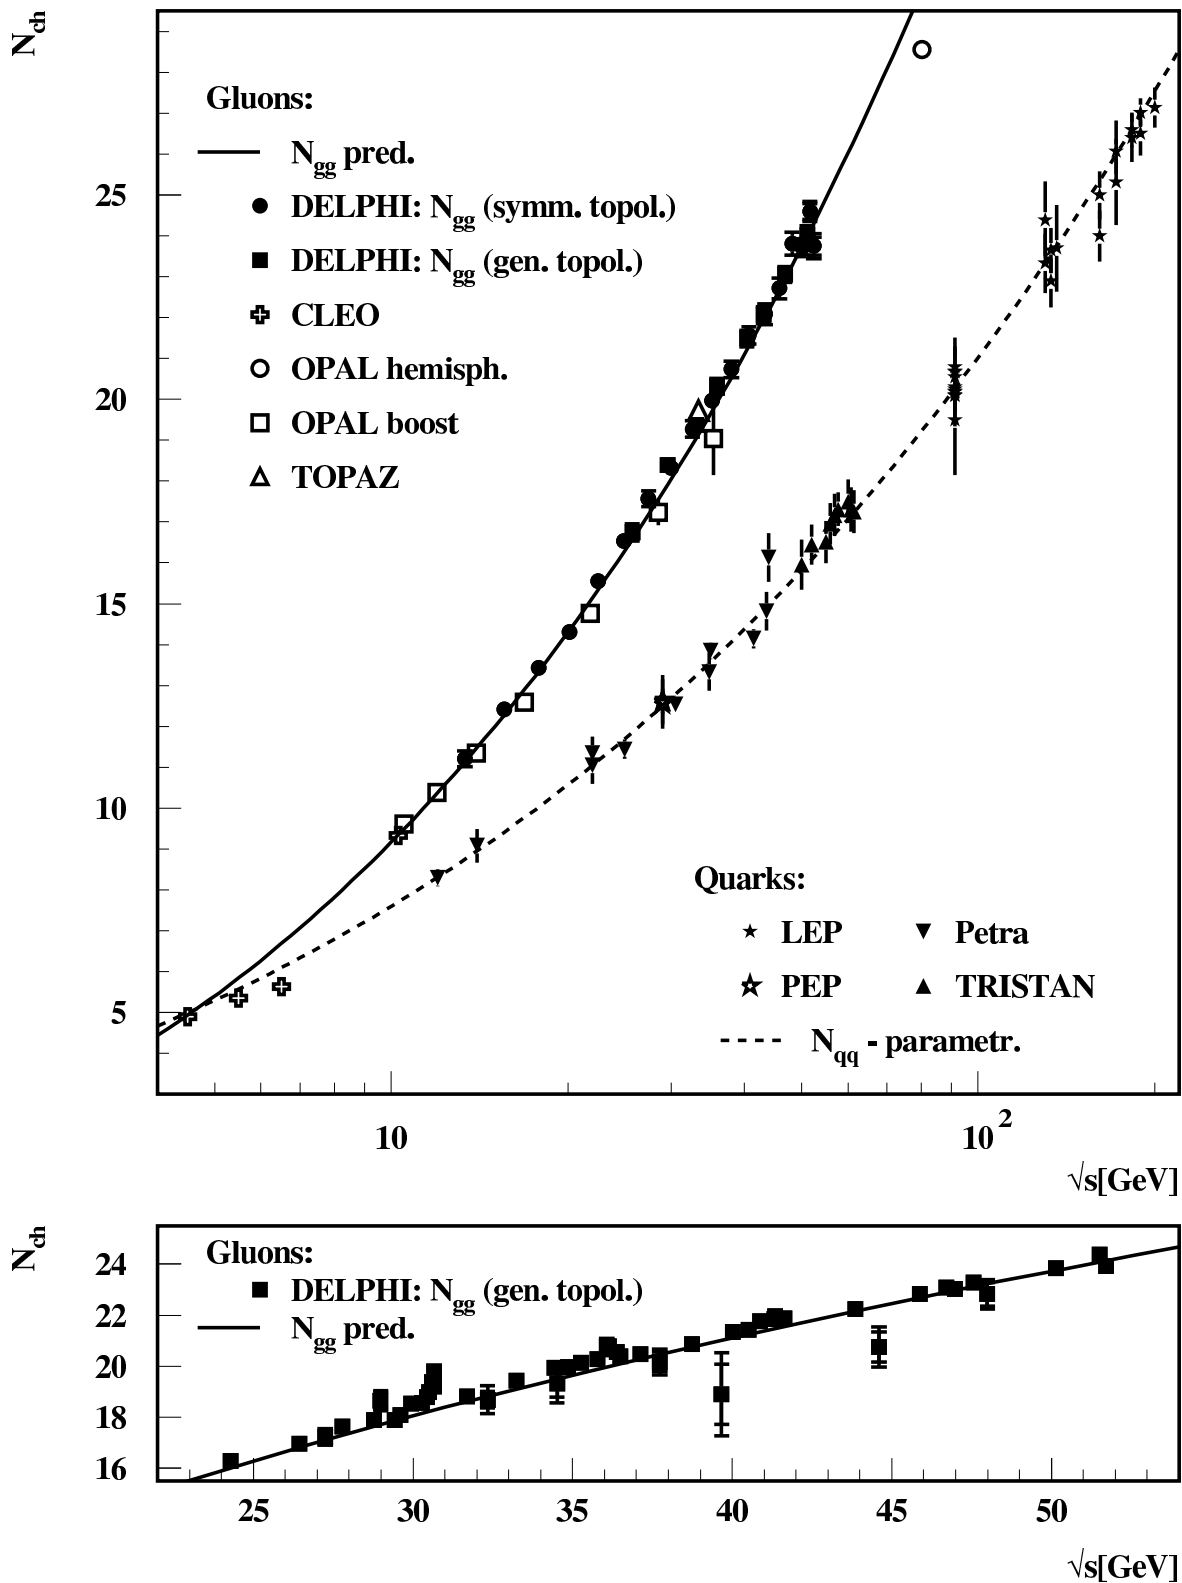 N_ch
Gluons:
N_gg pred.
DELPHI: N_gg (symm. topol.)
DELPHI: N_gg (gen. topol.)
CLEO
OPAL hemisph.
OPAL boost
TOPAZ
25
20
15
10
5
Quarks:
LEP Petra
PEP TRISTAN
N_qq - parametr.
10 10^2
√s[GeV]
N_ch
Gluons:
DELPHI: N_gg (gen. topol.)
N_gg pred.
24
22
20
18
16
25 30 35 40 45 50
√s[GeV]